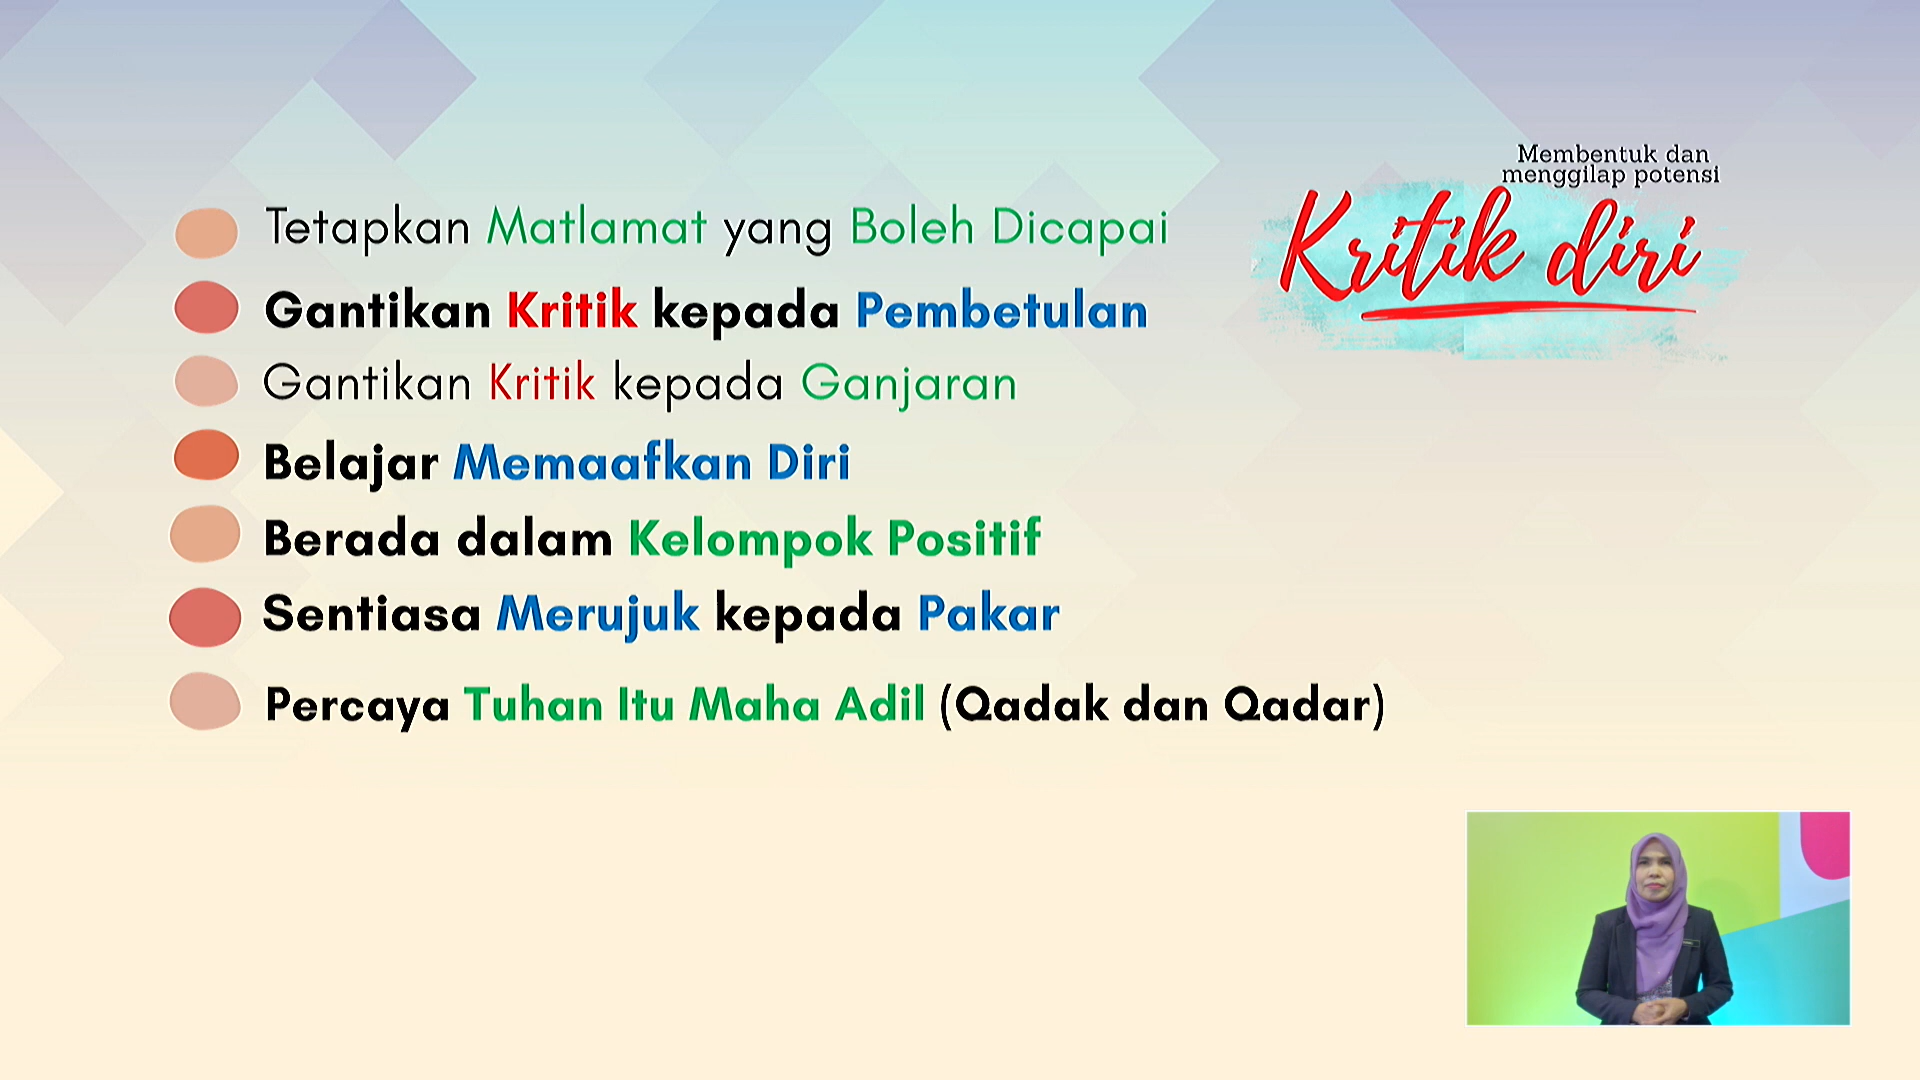 Membentuk dan
menggilap potensi
Kritik diri
Tetapkan Matlamat yang Boleh Dicapai
Gantikan Kritik kepada Pembetulan
Gantikan Kritik kepada Ganjaran
Belajar Memaafkan Diri
Berada dalam Kelompok Positif
Sentiasa Merujuk kepada Pakar
Percaya Tuhan Itu Maha Adil (Qadak dan Qadar)